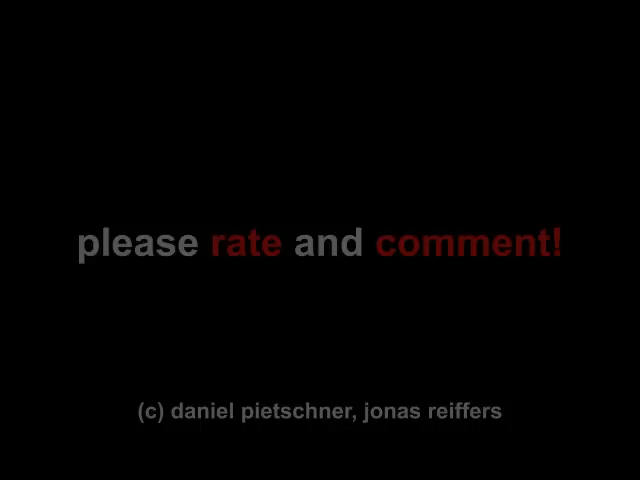 please rate and comment!
(c) daniel pietschner, jonas reiffers